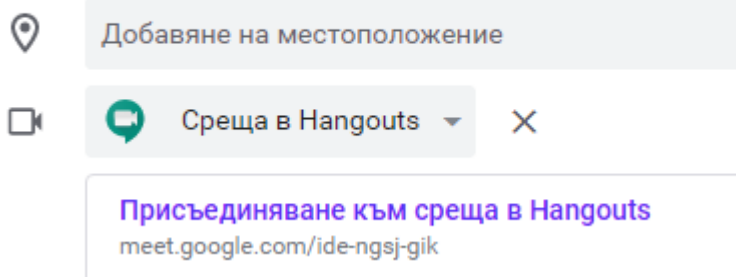 Добавяне на местоположение
Среща в Hangouts
Присъединяване към среща в Hangouts
meet.google.com/ide-ngsj-gik